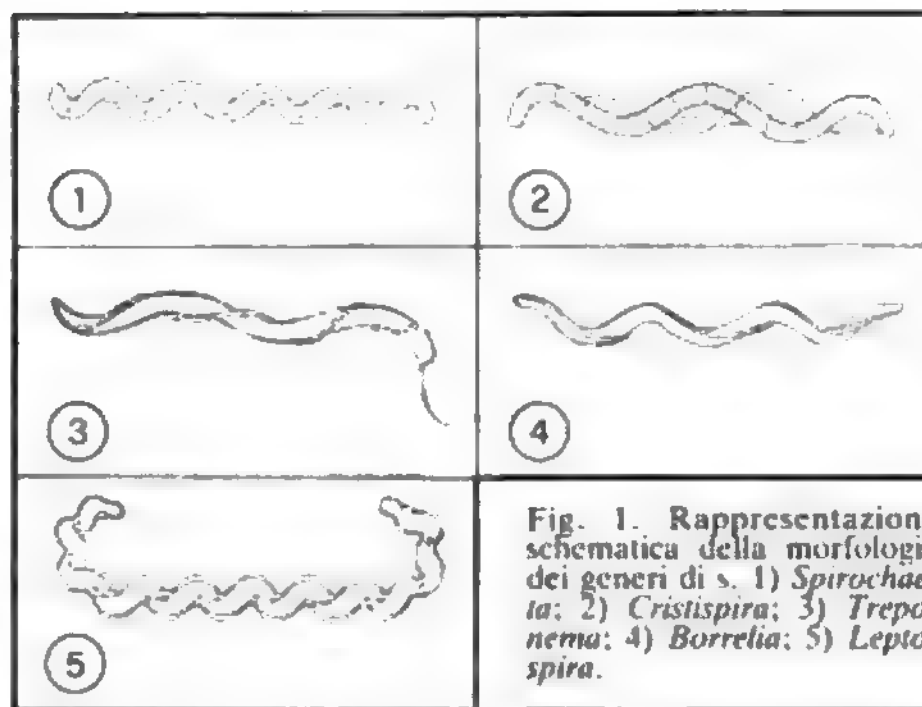 1
2
3
4
5
Fig. 1. Rappresentazion
schematica della morfologi
dei generi di s. 1) Spirochae
ta; 2) Cristispira; 3) Trepo
nema; 4) Borrelia; 5) Lepto
spira.